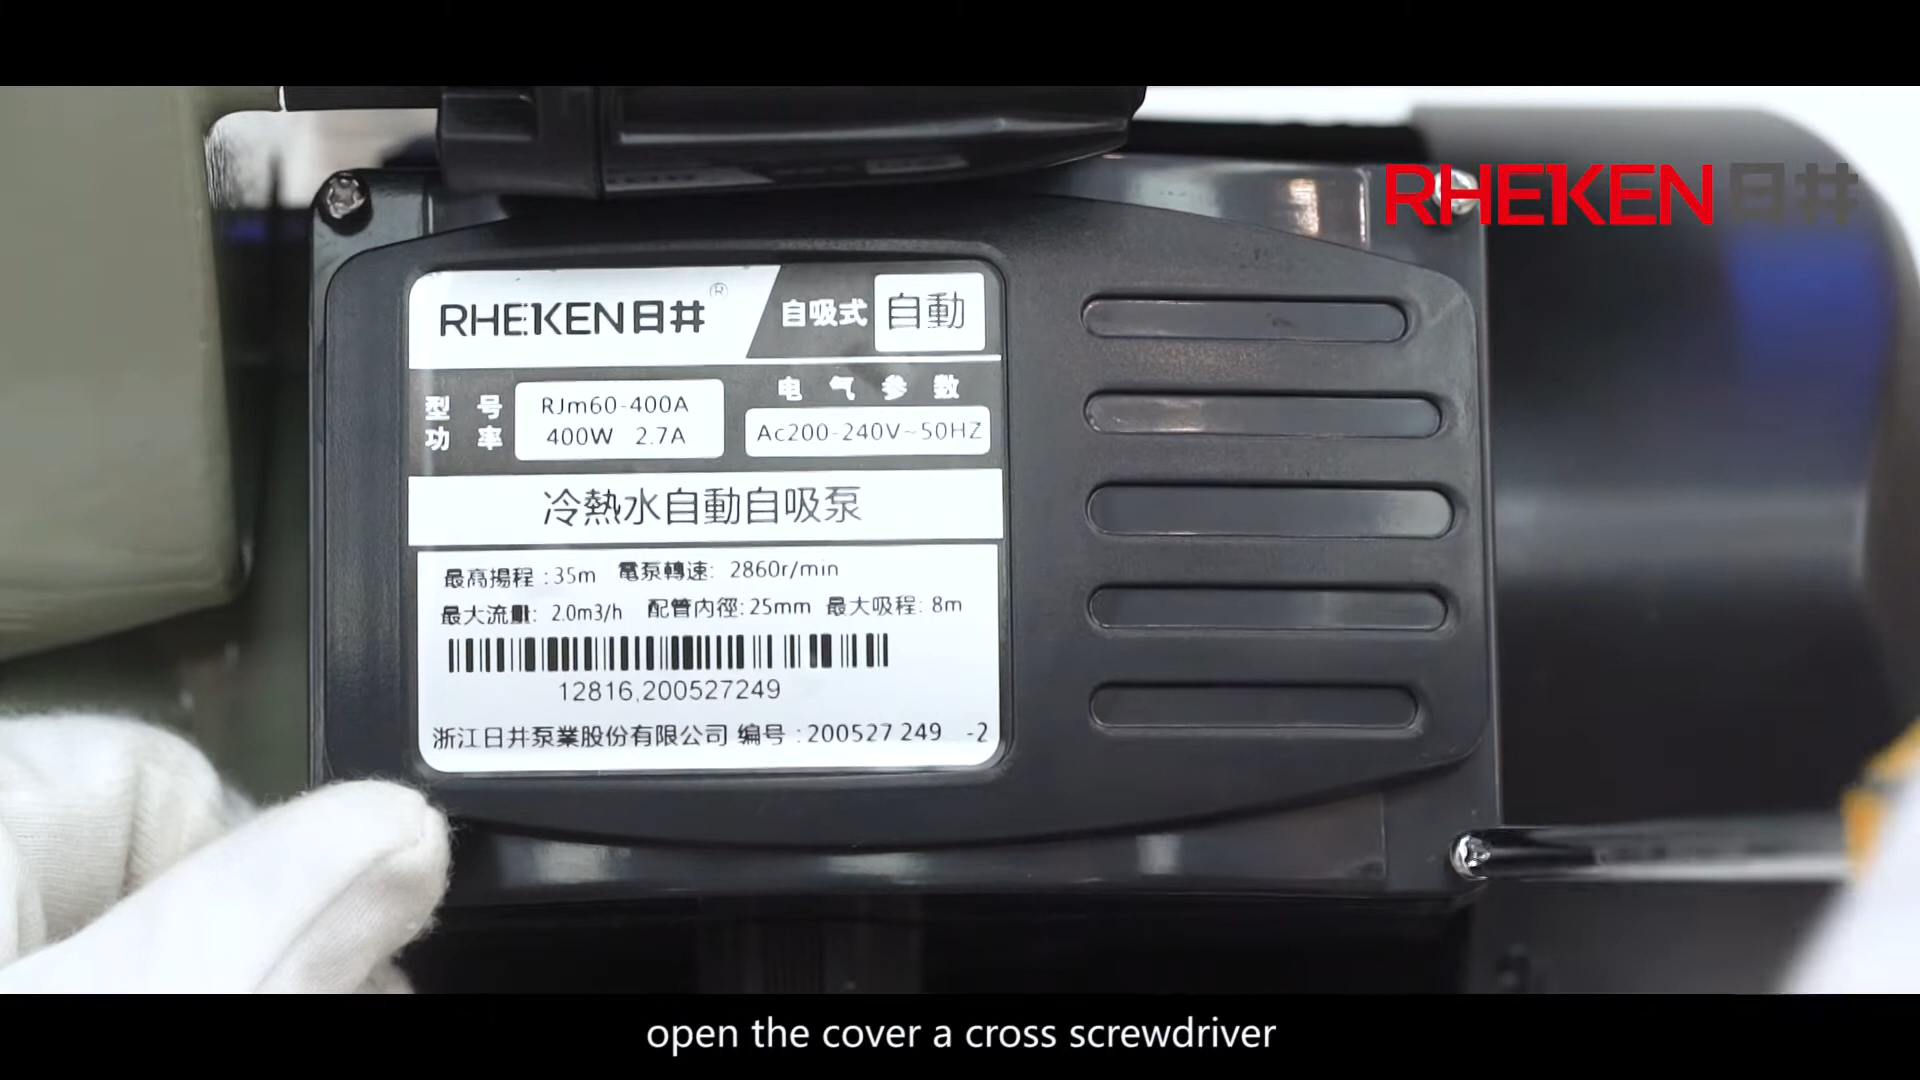 RHEKEN日井
RHEKEN日井®
自吸式 自動
型 号 RJm60-400A
功 率 400W 2.7A
电 气 参 数
Ac200-240V~50HZ
冷熱水自動自吸泵
最高揚程:35m 電泵轉速: 2860r/min
最大流量: 2.0m3/h 配管内徑:25mm 最大吸程: 8m
12816,200527249
浙江日井泵業股份有限公司 编号:200527 249 -2
open the cover a cross screwdriver